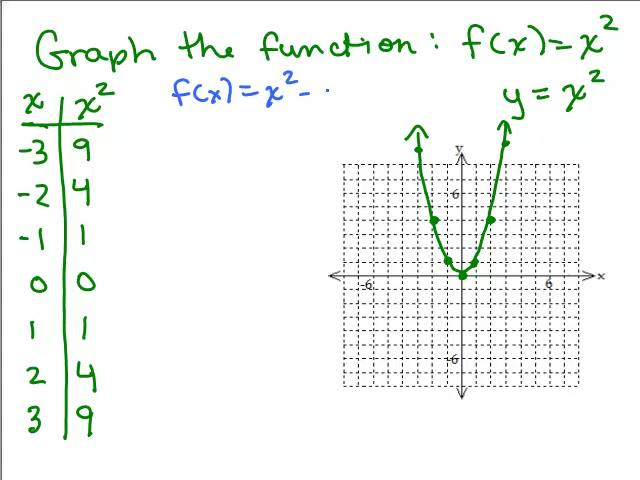 Graph the function: f(x)=x²
f(x)=x²-
y=x²
x x²
-3 9
-2 4
-1 1
0 0
1 1
2 4
3 9
y
6
-6 6 x
-6